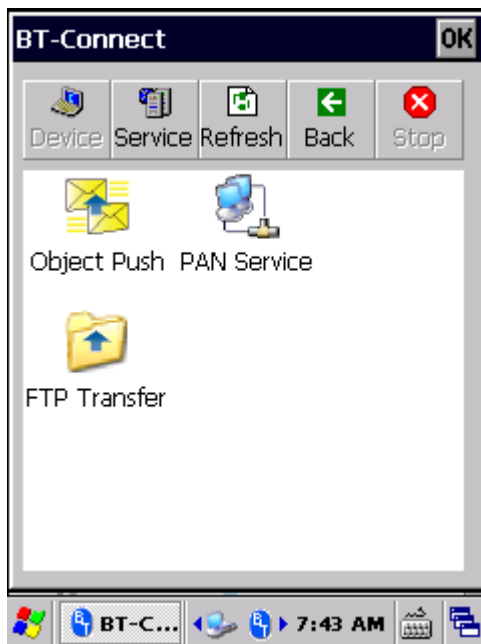 BT-Connect OK
Device Service Refresh Back Stop
Object Push PAN Service
FTP Transfer
BT-C... 7:43 AM